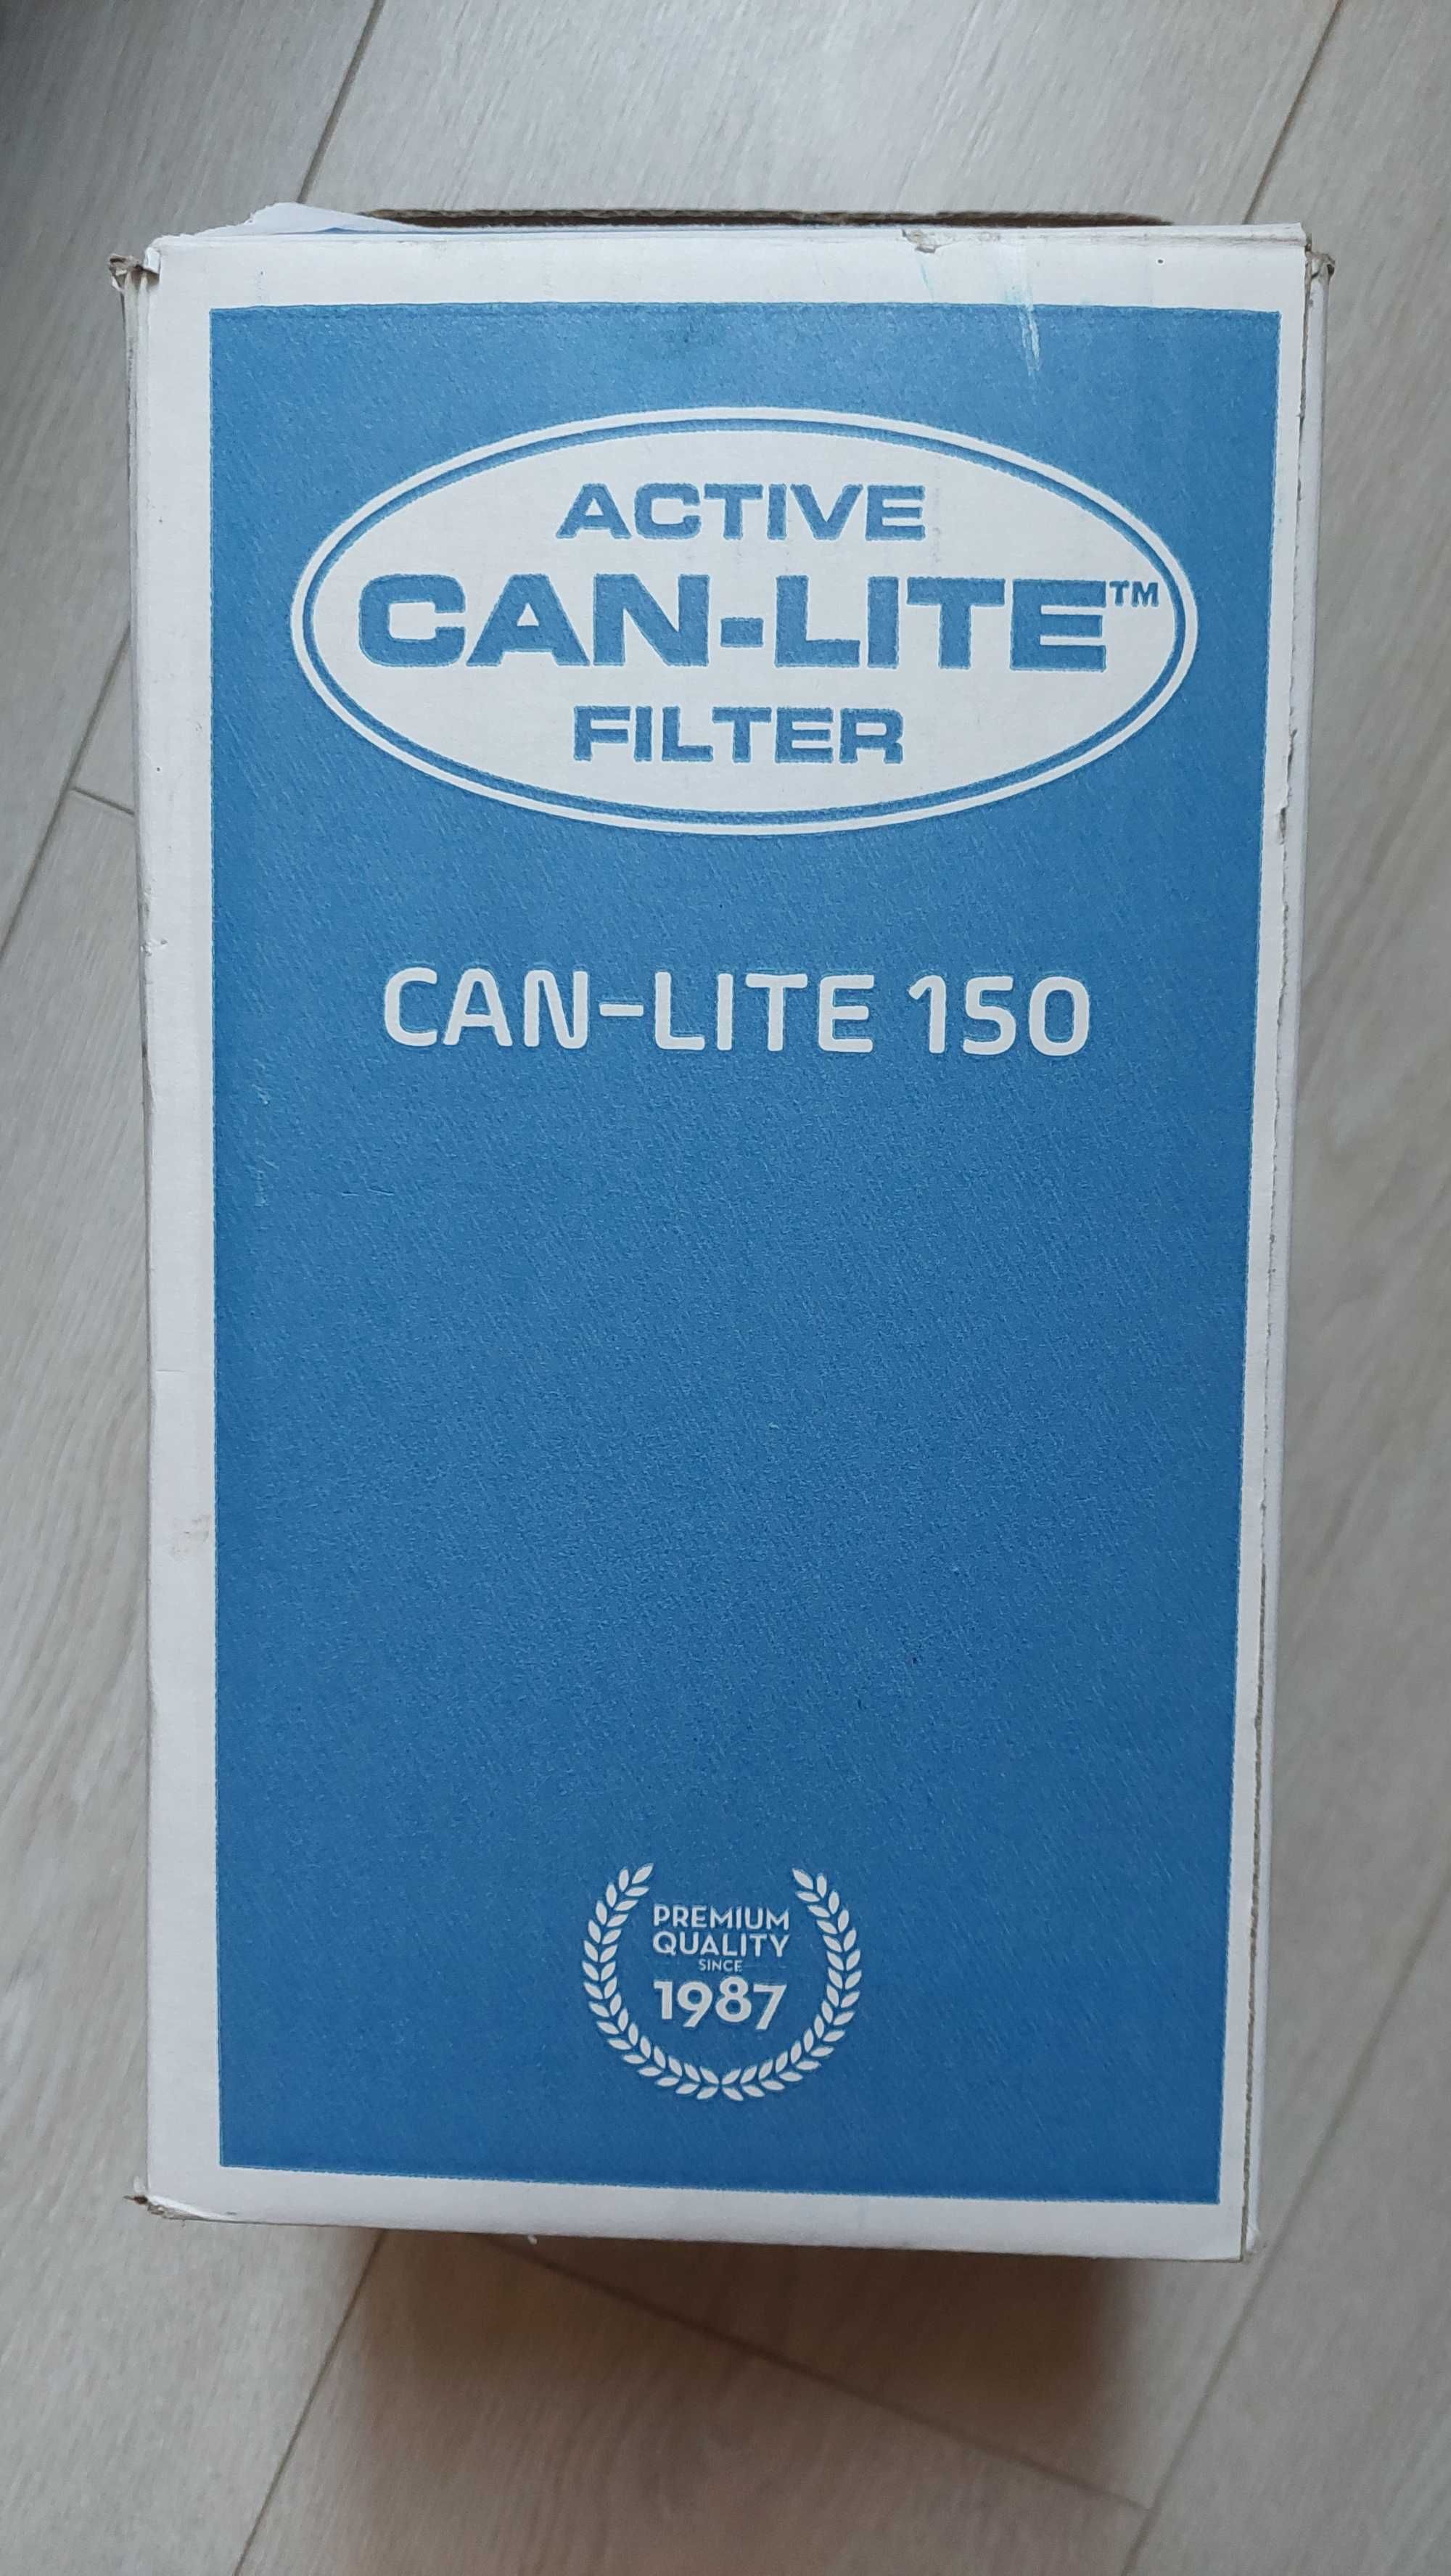 ACTIVE
CAN-LITE™
FILTER
CAN-LITE 150
PREMIUM
QUALITY
SINCE
1987